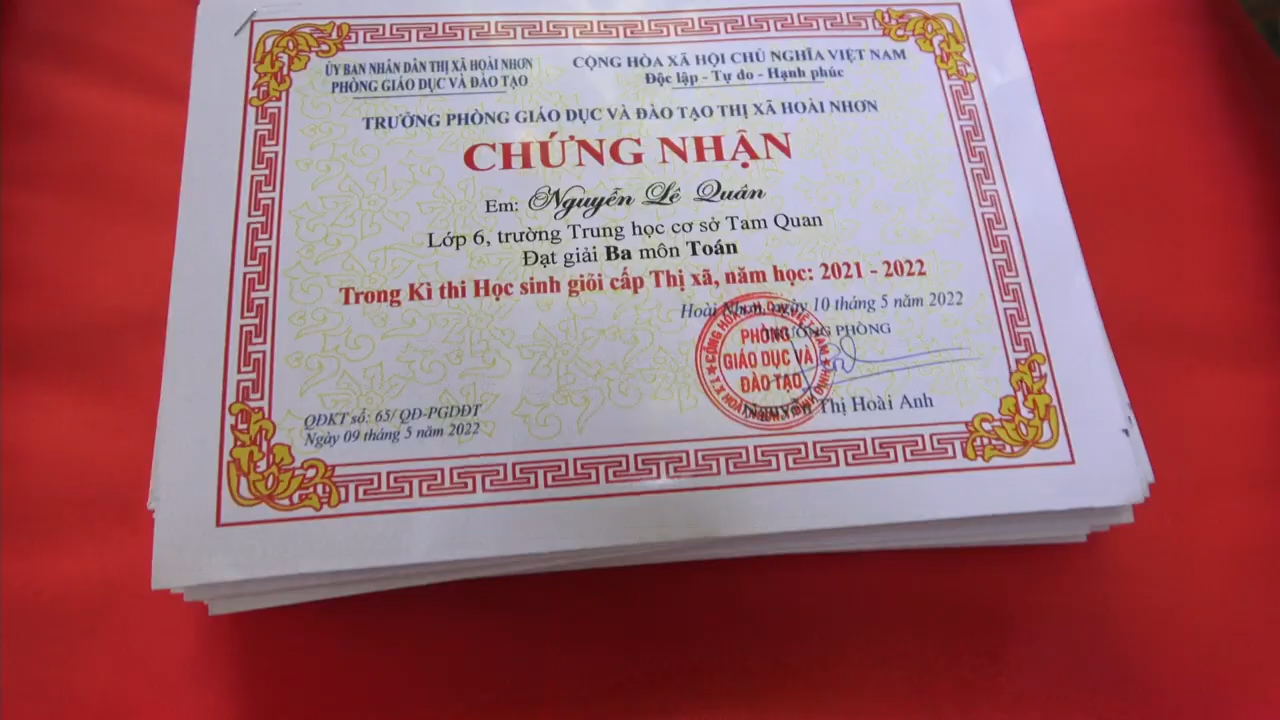 ỦY BAN NHÂN DÂN THỊ XÃ HOÀI NHƠN
PHÒNG GIÁO DỤC VÀ ĐÀO TẠO
CỘNG HÒA XÃ HỘI CHỦ NGHĨA VIỆT NAM
Độc lập - Tự do - Hạnh phúc
TRƯỞNG PHÒNG GIÁO DỤC VÀ ĐÀO TẠO THỊ XÃ HOÀI NHƠN
CHỨNG NHẬN
Em: Nguyễn Lê Quân
Lớp 6, trường Trung học cơ sở Tam Quan
Đạt giải Ba môn Toán
Trong Kì thi Học sinh giỏi cấp Thị xã, năm học: 2021 - 2022
Hoài Nhơn, ngày 10 tháng 5 năm 2022
TRƯỞNG PHÒNG
PHÒNG
GIÁO DỤC VÀ
ĐÀO TẠO
Nguyễn Thị Hoài Anh
QĐKT số: 65/ QĐ-PGDĐT
Ngày 09 tháng 5 năm 2022